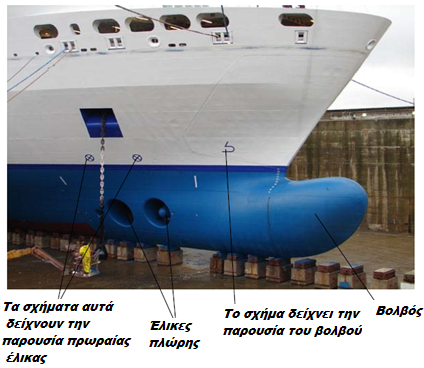 Τα σχήματα αυτά
δείχνουν την
παρουσία πρωραίας
έλικας
Έλικες
πλώρης
Το σχήμα δείχνει την
παρουσία του βολβού
Βολβός